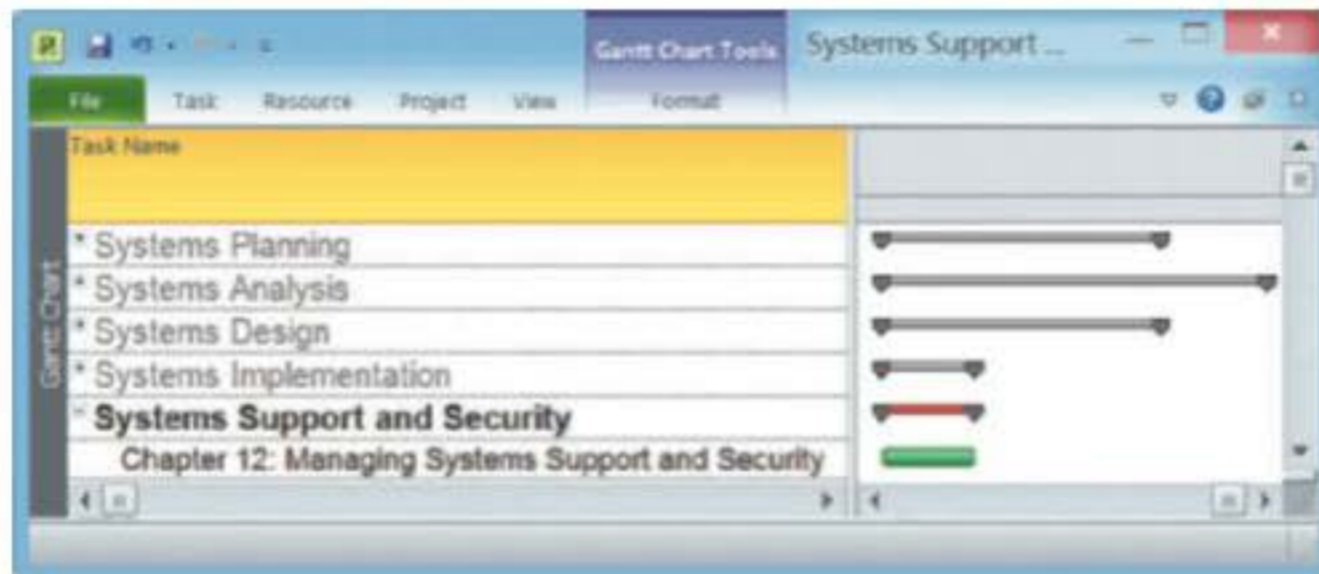 Gantt Chart Tools Systems Support ...
File Task Resource Project View Format
Task Name
Systems Planning
Systems Analysis
Systems Design
Systems Implementation
Systems Support and Security
Chapter 12: Managing Systems Support and Security
Gantt Chart